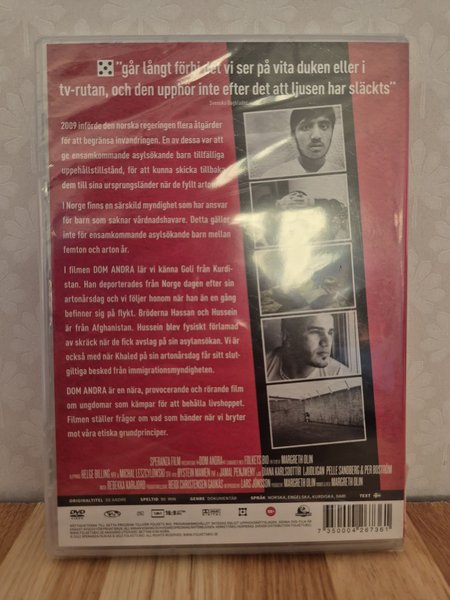 "går långt förbi det vi ser på vita duken eller i
tv-rutan, och den upphör inte efter det att ljusen har släckts"
Svenska Dagbladet
2009 införde den norska regeringen flera åtgärder
för att begränsa invandringen. En av dessa var att
ge ensamkommande asylsökande barn tillfälliga
uppehållstillstånd, för att kunna skicka tillbaka
dem till sina ursprungsländer när de fyllt arton.
I Norge finns en särskild myndighet som har ansvar
för barn som saknar vårdnadshavare. Detta gäller
inte för ensamkommande asylsökande barn mellan
femton och arton år.
I filmen DOM ANDRA lär vi känna Goli från Kurdi-
stan. Han deporterades från Norge dagen efter sin
artonårsdag och vi följer honom när han än en gång
befinner sig på flykt. Bröderna Hassan och Hussein
är från Afghanistan. Hussein blev fysiskt förlamad
av skräck när de fick avslag på sin asylansökan. Vi är
också med när Khaled på sin artonårsdag får sitt slut-
giltiga besked från immigrationsmyndigheten.
DOM ANDRA är en nära, provocerande och rörande film
om ungdomar som kämpar för att behålla livshoppet.
Filmen ställer frågor om vad som händer när vi bryter
mot våra etiska grundprinciper.
SPERANZA FILM DOM ANDRA FOLKETS BIO MARGRETH OLIN
HELGE BILLING MICHAL LESZCZYLOWSKI ØYSTEIN MAMEN JAMAL PENJWENY DIANA KARLSDOTTIR PELLE SANDBERG & PER BOSTRÖM
REBEKKA KARIJORD HEIDI CHRISTENSEN GAMAS LARS JÖNSSON MARGRETH OLIN MARGRETH OLIN
ORIGINALTITEL DE ANDRE SPELTID 90 MIN GENRE DOKUMENTÄR SPRÅK NORSKA, ENGELSKA, KURDISKA, DARI TEXT
DVD
VIDEO
16:9
7 350004 267361